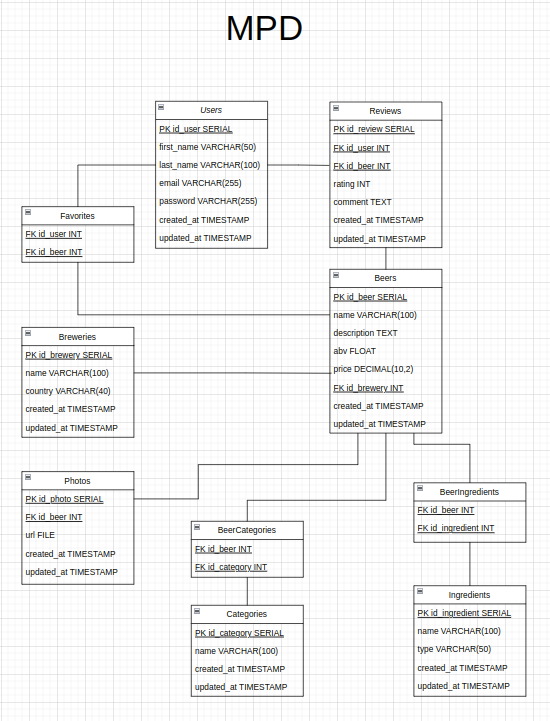 MPD
Users
PK id_user SERIAL
first_name VARCHAR(50)
last_name VARCHAR(100)
email VARCHAR(255)
password VARCHAR(255)
created_at TIMESTAMP
updated_at TIMESTAMP
Reviews
PK id_review SERIAL
FK id_user INT
FK id_beer INT
rating INT
comment TEXT
created_at TIMESTAMP
updated_at TIMESTAMP
Favorites
FK id_user INT
FK id_beer INT
Beers
PK id_beer SERIAL
name VARCHAR(100)
description TEXT
abv FLOAT
price DECIMAL(10,2)
FK id_brewery INT
created_at TIMESTAMP
updated_at TIMESTAMP
Breweries
PK id_brewery SERIAL
name VARCHAR(100)
country VARCHAR(40)
created_at TIMESTAMP
updated_at TIMESTAMP
Photos
PK id_photo SERIAL
FK id_beer INT
url FILE
created_at TIMESTAMP
updated_at TIMESTAMP
BeerCategories
FK id_beer INT
FK id_category INT
BeerIngredients
FK id_beer INT
FK id_ingredient INT
Categories
PK id_category SERIAL
name VARCHAR(100)
created_at TIMESTAMP
updated_at TIMESTAMP
Ingredients
PK id_ingredient SERIAL
name VARCHAR(100)
type VARCHAR(50)
created_at TIMESTAMP
updated_at TIMESTAMP